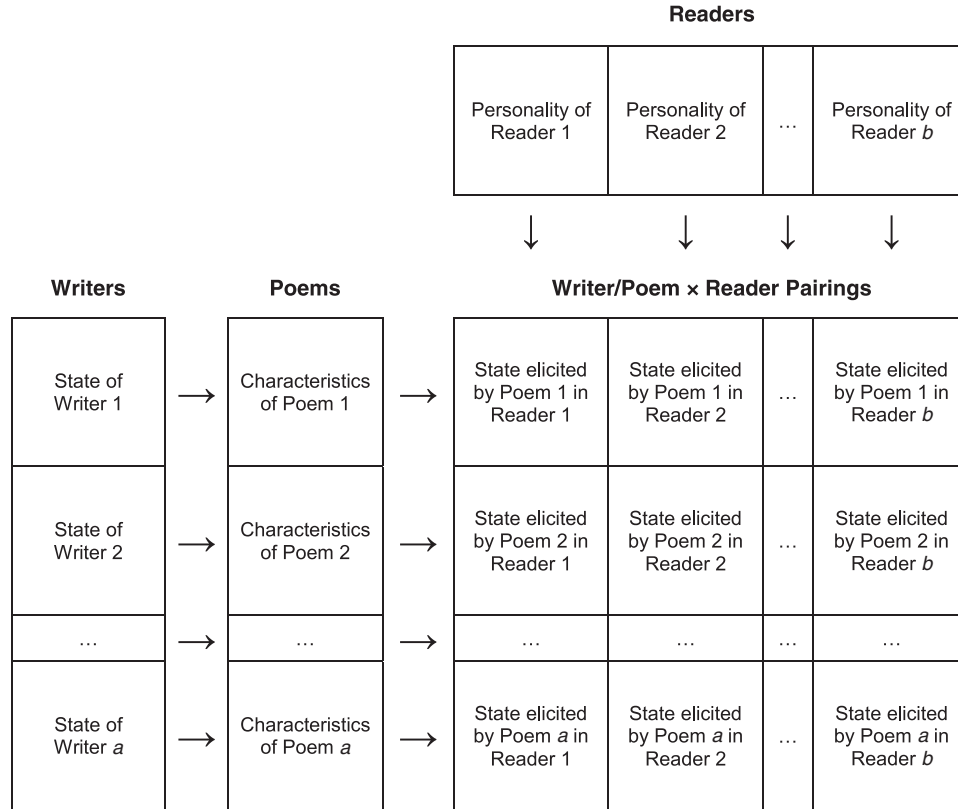 Readers
Personality of
Reader 1
Personality of
Reader 2
...
Personality of
Reader b
↓ ↓ ↓ ↓
Writers
Poems
Writer/Poem × Reader Pairings
State of
Writer 1
→
Characteristics
of Poem 1
→
State elicited
by Poem 1 in
Reader 1
State elicited
by Poem 1 in
Reader 2
...
State elicited
by Poem 1 in
Reader b
State of
Writer 2
→
Characteristics
of Poem 2
→
State elicited
by Poem 2 in
Reader 1
State elicited
by Poem 2 in
Reader 2
...
State elicited
by Poem 2 in
Reader b
...
→
...
→
...
...
...
...
State of
Writer a
→
Characteristics
of Poem a
→
State elicited
by Poem a in
Reader 1
State elicited
by Poem a in
Reader 2
...
State elicited
by Poem a in
Reader b